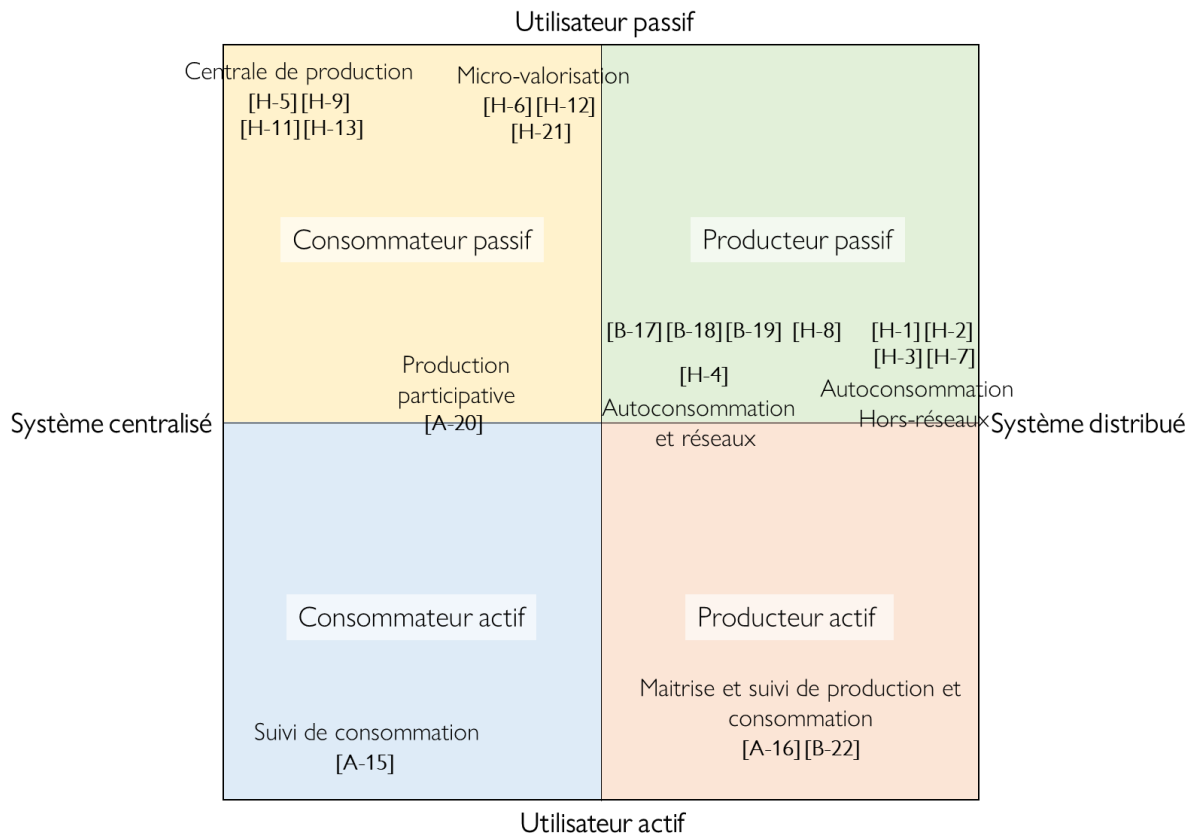 Utilisateur passif
Centrale de production
[H-5][H-9]
[H-11][H-13]
Micro-valorisation
[H-6][H-12]
[H-21]
Consommateur passif
Producteur passif
[B-17][B-18][B-19] [H-8]
[H-4]
Autoconsommation
et réseaux
[H-1][H-2]
[H-3][H-7]
Autoconsommation
Hors-réseaux
Production
participative
[A-20]
Système centralisé
Système distribué
Consommateur actif
Producteur actif
Suivi de consommation
[A-15]
Maitrise et suivi de production et
consommation
[A-16][B-22]
Utilisateur actif